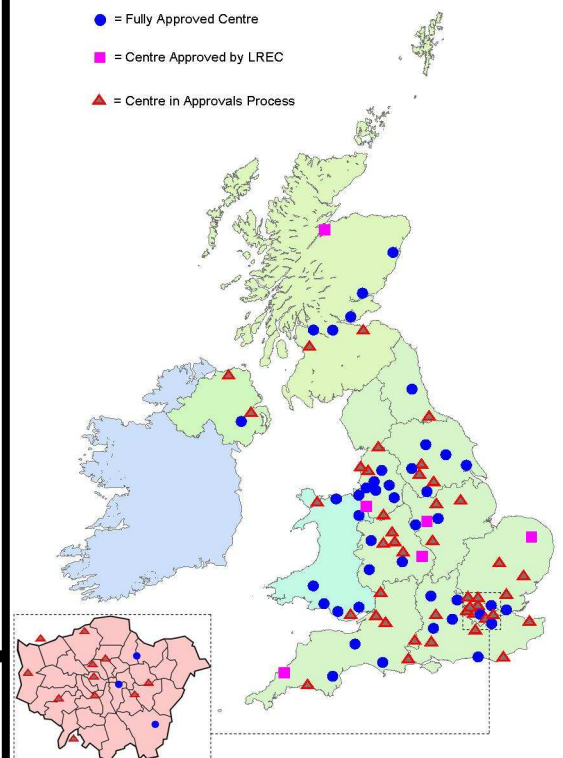 = Fully Approved Centre
= Centre Approved by LREC
= Centre in Approvals Process